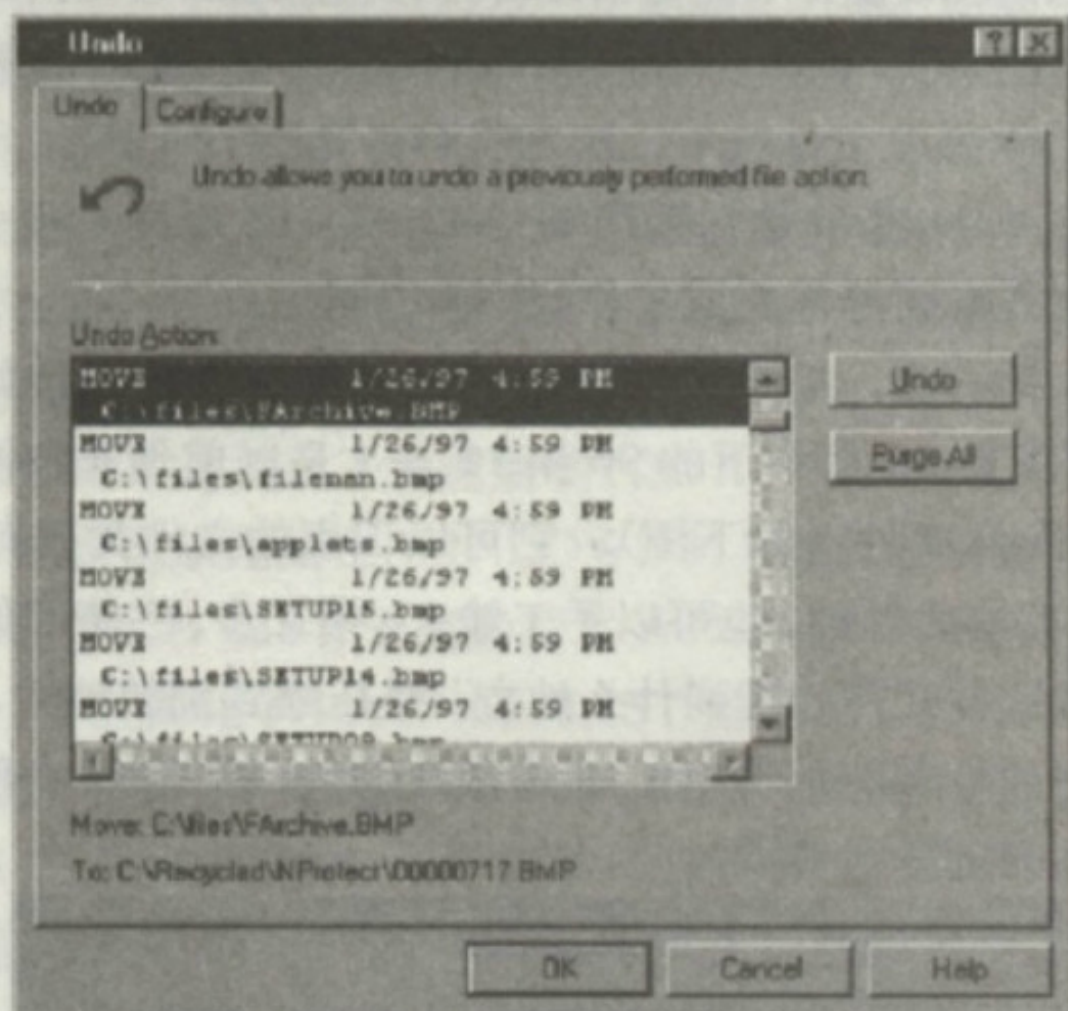 Undo
Undo Configure
Undo allows you to undo a previously performed file action.
Undo Action:
MOVE 1/26/97 4:59 PM
C:\files\FArchive.BMP
MOVE 1/26/97 4:59 PM
C:\files\fileman.bmp
MOVE 1/26/97 4:59 PM
C:\files\applets.bmp
MOVE 1/26/97 4:59 PM
C:\files\SETUP15.bmp
MOVE 1/26/97 4:59 PM
C:\files\SETUP14.bmp
MOVE 1/26/97 4:59 PM
C:\files\SETUP09.bmp
Undo
Purge All
Move: C:\files\FArchive.BMP
To: C:\Recycled\NProtect\00000717.BMP
OK Cancel Help